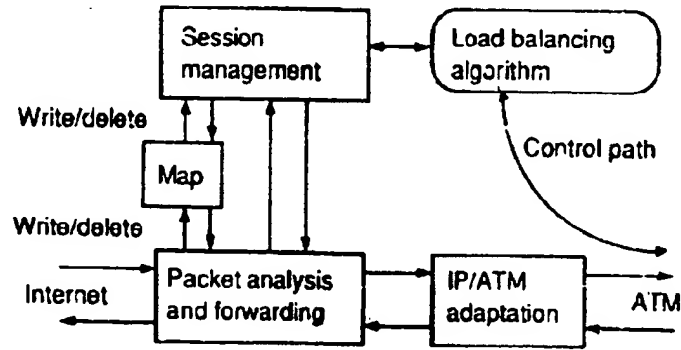 Session
management
Load balancing
algorithm
Write/delete
Control path
Map
Write/delete
Packet analysis
and forwarding
IP/ATM
adaptation
Internet
ATM